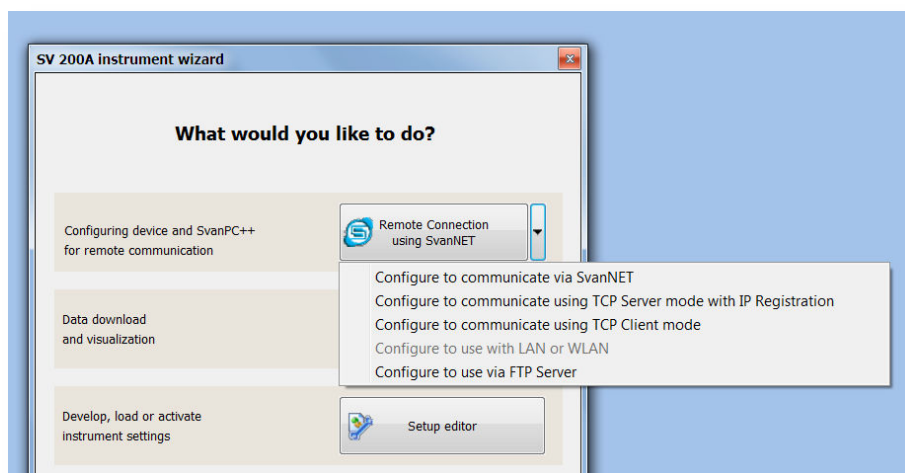 SV 200A instrument wizard
What would you like to do?
Configuring device and SvanPC++
for remote communication
Remote Connection
using SvanNET
Configure to communicate via SvanNET
Configure to communicate using TCP Server mode with IP Registration
Configure to communicate using TCP Client mode
Configure to use with LAN or WLAN
Configure to use via FTP Server
Data download
and visualization
Develop, load or activate
instrument settings
Setup editor